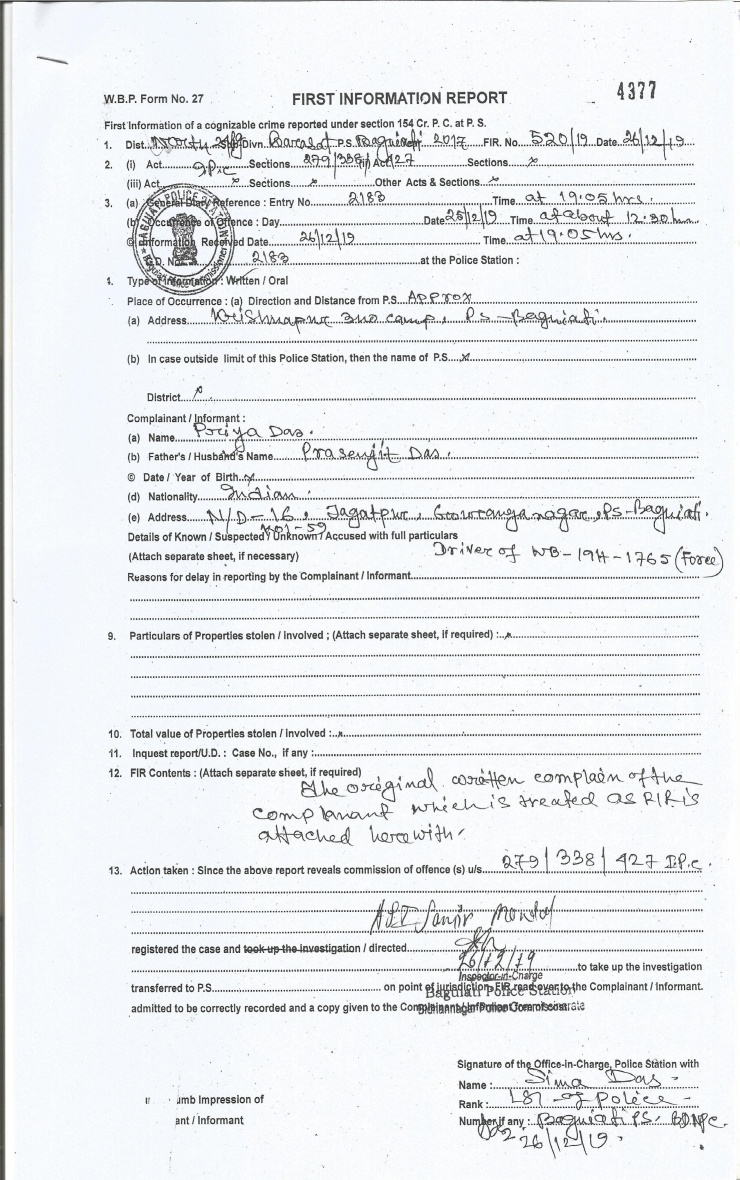 4377
W.B.P. Form No. 27 FIRST INFORMATION REPORT
First Information of a cognizable crime reported under section 154 Cr. P. C. at P. S.
1. Dist. North 24 Pg Divn. Barasat P.S. Baguiati 2017 FIR. No. 520/19 Date 26/12/19
2. (i) Act IPC Sections 279/338/427 (ii) Act Sections x
(iii) Act x Sections x Other Acts & Sections x
3. (a) General Diary Reference : Entry No. 2183 Time at 19:05 hrs.
(b) Occurrence of Offence : Day Date 25/12/19 Time at about 12:30 hrs
© Information Received Date 26/12/19 Time at 19:05 hrs.
G.D. No. 2183 at the Police Station :
BAGUIATI POLICE STATION
4. Type of Information : Written / Oral
Place of Occurrence : (a) Direction and Distance from P.S. Approx
(a) Address Krishnapur 3no camp, Ps-Baguiati.
(b) In case outside limit of this Police Station, then the name of P.S. x
District x
Complainant / Informant :
(a) Name Priya Das.
(b) Father's / Husband's Name Prasenjit Das.
© Date / Year of Birth x
(d) Nationality Indian.
(e) Address N/D-16, Jagatpur, Gouranganagar, Ps-Baguiati.
Kol-59
Details of Known / Suspected / Unknown / Accused with full particulars
(Attach separate sheet, if necessary) Driver of WB-19H-1765 (Force)
Reasons for delay in reporting by the Complainant / Informant
9. Particulars of Properties stolen / Involved ; (Attach separate sheet, if required) : x
10. Total value of Properties stolen / Involved : x
11. Inquest report/U.D. : Case No., if any :
12. FIR Contents : (Attach separate sheet, if required)
The original written complain of the
complanant which is treated as FIR is
attached herewith.
13. Action taken : Since the above report reveals commission of offence (s) u/s. 279/338/427 I.P.C.
ASI Samir Mondal
registered the case and took up the investigation / directed
26/12/19
to take up the investigation
Inspector-in-Charge
transferred to P.S. on point of jurisdiction FIR read over to the Complainant / Informant.
Baguiati Police Station
admitted to be correctly recorded and a copy given to the Complainant / Informant free of cost
Bidhannagar Police Commissionerate
Signature of the Office-in-Charge, Police Station with
Name : Sima Das
umb Impression of
Rank : LSI of Police
ant / Informant
Number if any : Baguiati PS. BDNPC.
26/12/19.